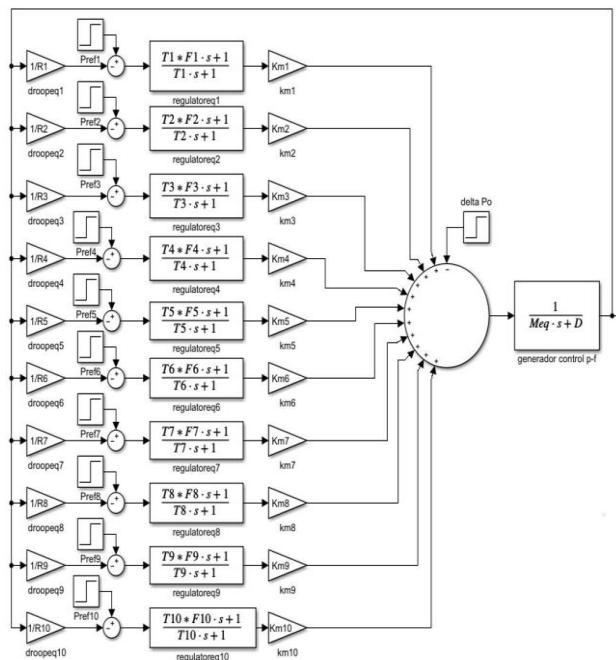 Pref1
1/R1
droopeq1
T1*F1·s+1
T1·s+1
regulatoreq1
Km1
km1
Pref2
1/R2
droopeq2
T2*F2·s+1
T2·s+1
regulatoreq2
Km2
km2
Pref3
1/R3
droopeq3
T3*F3·s+1
T3·s+1
regulatoreq3
Km3
km3
Pref4
1/R4
droopeq4
T4*F4·s+1
T4·s+1
regulatoreq4
Km4
km4
Pref5
1/R5
droopeq5
T5*F5·s+1
T5·s+1
regulatoreq5
Km5
km5
Pref6
1/R6
droopeq6
T6*F6·s+1
T6·s+1
regulatoreq6
Km6
km6
Pref7
1/R7
droopeq7
T7*F7·s+1
T7·s+1
regulatoreq7
Km7
km7
Pref8
1/R8
droopeq8
T8*F8·s+1
T8·s+1
regulatoreq8
Km8
km8
Pref9
1/R9
droopeq9
T9*F9·s+1
T9·s+1
regulatoreq9
Km9
km9
Pref10
1/R10
droopeq10
T10*F10·s+1
T10·s+1
regulatoreq10
Km10
km10
delta Po
1
Meq·s+D
generador control p-f